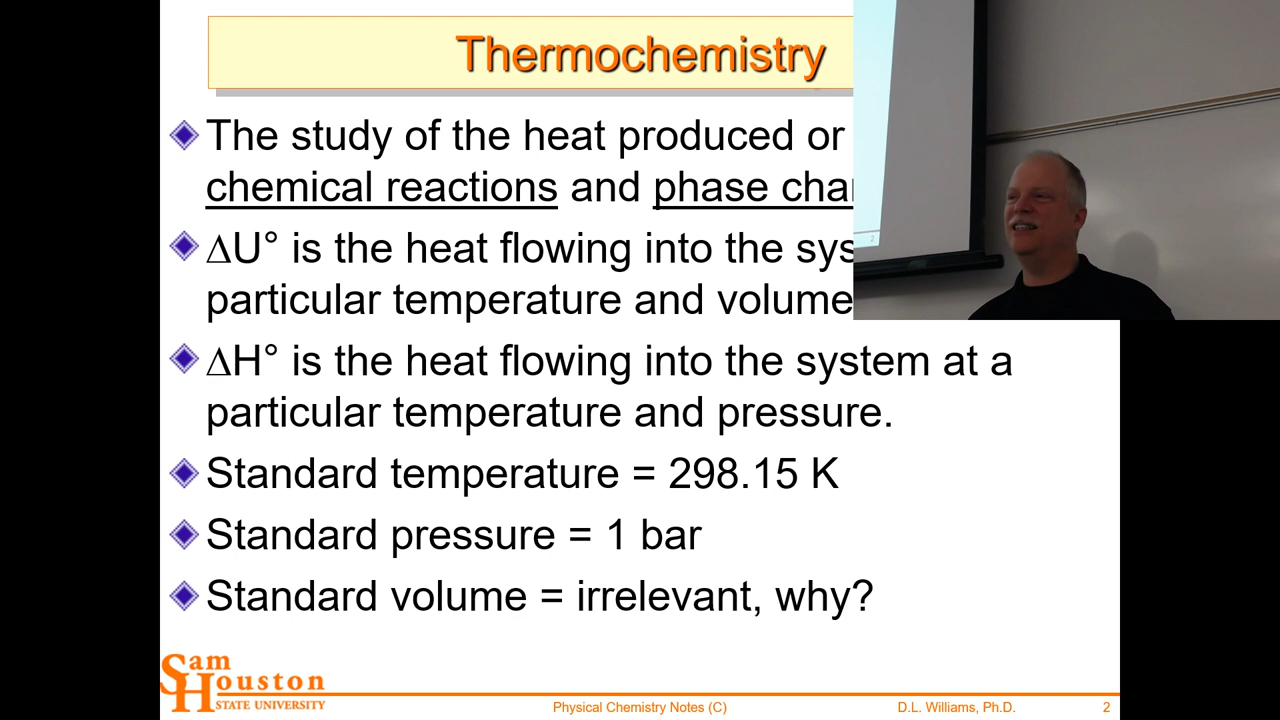 Thermochemistry
The study of the heat produced or
chemical reactions and phase
ΔU° is the heat flowing into the
particular temperature and volume
ΔH° is the heat flowing into the system at a
particular temperature and pressure.
Standard temperature = 298.15 K
Standard pressure = 1 bar
Standard volume = irrelevant, why?
Sam
Houston
STATE UNIVERSITY
Physical Chemistry Notes (C)
D.L. Williams, Ph.D.
2
2